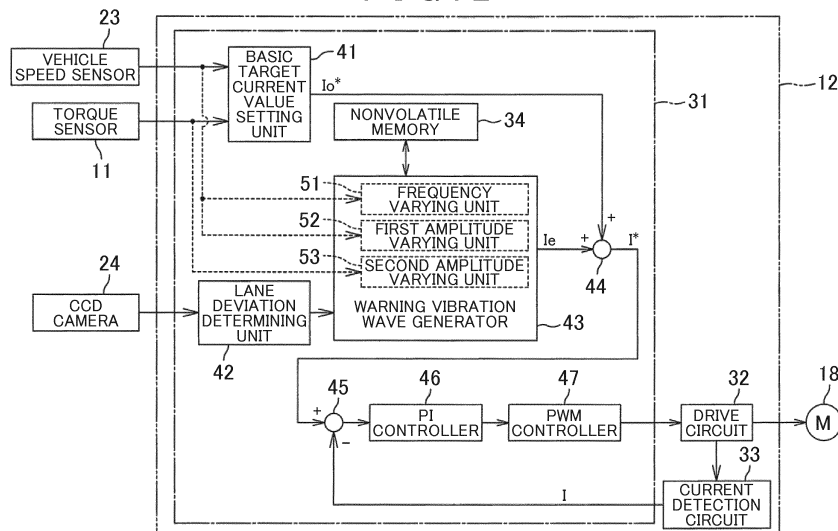 23
VEHICLE
SPEED SENSOR
TORQUE
SENSOR
11
BASIC
TARGET
CURRENT
VALUE
SETTING
UNIT
41
Io*
12
31
NONVOLATILE
MEMORY
34
51
FREQUENCY
VARYING UNIT
52
FIRST AMPLITUDE
VARYING UNIT
53
SECOND AMPLITUDE
VARYING UNIT
WARNING VIBRATION
WAVE GENERATOR
43
Ie
+
+
I*
44
24
CCD
CAMERA
LANE
DEVIATION
DETERMINING
UNIT
42
45
+
−
46
PI
CONTROLLER
47
PWM
CONTROLLER
32
DRIVE
CIRCUIT
18
M
33
CURRENT
DETECTION
CIRCUIT
I